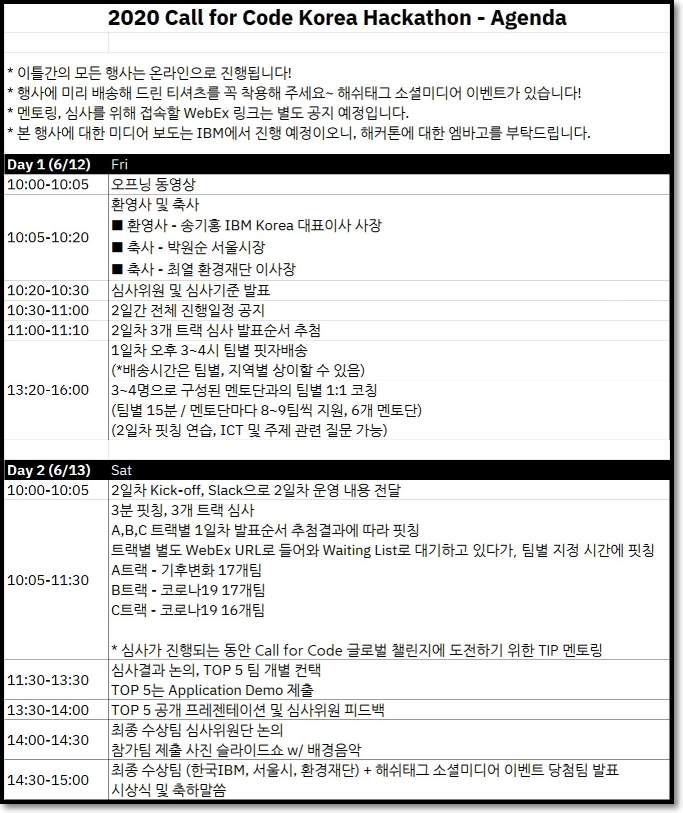 2020 Call for Code Korea Hackathon - Agenda
* 이틀간의 모든 행사는 온라인으로 진행됩니다!
* 행사에 미리 배송해 드린 티셔츠를 꼭 착용해 주세요~ 해쉬태그 소셜미디어 이벤트가 있습니다!
* 멘토링, 심사를 위해 접속할 WebEx 링크는 별도 공지 예정입니다.
* 본 행사에 대한 미디어 보도는 IBM에서 진행 예정이오니, 해커톤에 대한 엠바고를 부탁드립니다.
Day 1 (6/12) Fri
10:00-10:05 오프닝 동영상
10:05-10:20 환영사 및 축사
■ 환영사 - 송기홍 IBM Korea 대표이사 사장
■ 축사 - 박원순 서울시장
■ 축사 - 최열 환경재단 이사장
10:20-10:30 심사위원 및 심사기준 발표
10:30-11:00 2일간 전체 진행일정 공지
11:00-11:10 2일차 3개 트랙 심사 발표순서 추첨
13:20-16:00 1일차 오후 3~4시 팀별 핏자배송
(*배송시간은 팀별, 지역별 상이할 수 있음)
3~4명으로 구성된 멘토단과의 팀별 1:1 코칭
(팀별 15분 / 멘토단마다 8~9팀씩 지원, 6개 멘토단)
(2일차 핏칭 연습, ICT 및 주제 관련 질문 가능)
Day 2 (6/13) Sat
10:00-10:05 2일차 Kick-off, Slack으로 2일차 운영 내용 전달
10:05-11:30 3분 핏칭, 3개 트랙 심사
A,B,C 트랙별 1일차 발표순서 추첨결과에 따라 핏칭
트랙별 별도 WebEx URL로 들어와 Waiting List로 대기하고 있다가, 팀별 지정 시간에 핏칭
A트랙 - 기후변화 17개팀
B트랙 - 코로나19 17개팀
C트랙 - 코로나19 16개팀
* 심사가 진행되는 동안 Call for Code 글로벌 챌린지에 도전하기 위한 TIP 멘토링
11:30-13:30 심사결과 논의, TOP 5 팀 개별 컨택
TOP 5는 Application Demo 제출
13:30-14:00 TOP 5 공개 프레젠테이션 및 심사위원 피드백
14:00-14:30 최종 수상팀 심사위원단 논의
참가팀 제출 사진 슬라이드쇼 w/ 배경음악
14:30-15:00 최종 수상팀 (한국IBM, 서울시, 환경재단) + 해쉬태그 소셜미디어 이벤트 당첨팀 발표
시상식 및 축하말씀